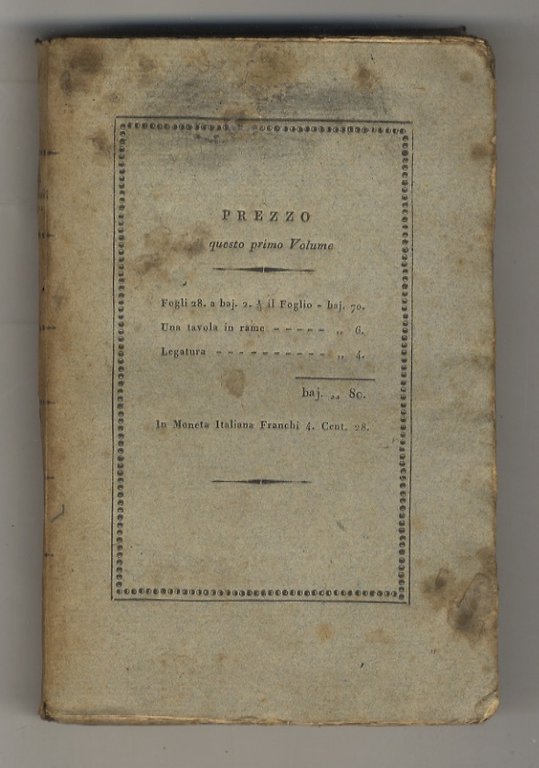 PREZZO
questo primo Volume
Fogli 28. a baj. 2. ½ il Foglio - baj. 70.
Una tavola in rame - - - - - „ 6.
Legatura - - - - - - - - - - „ 4.
baj. „ 80.
In Moneta Italiana Franchi 4. Cent. 28.